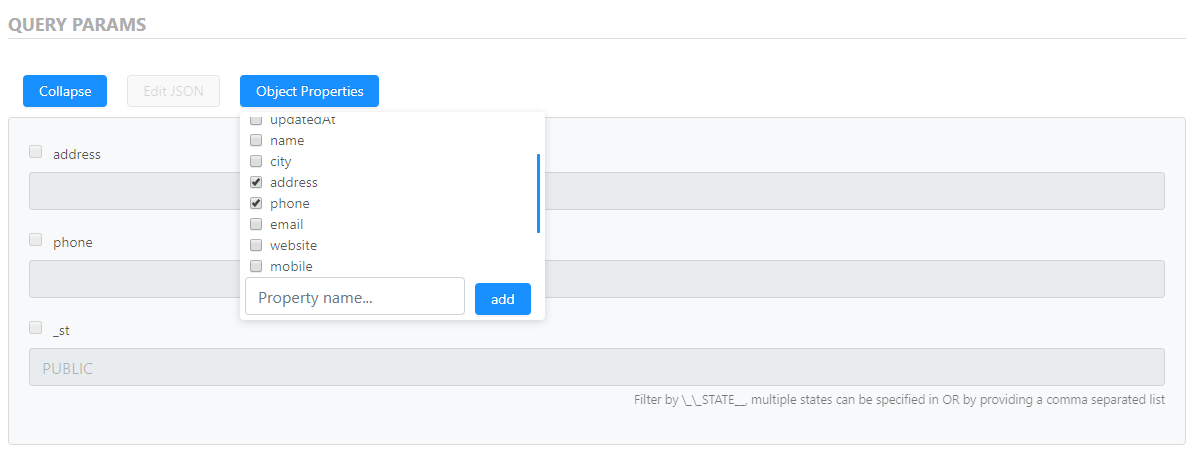 QUERY PARAMS
Collapse
Edit JSON
Object Properties
updatedAt
name
city
address
phone
email
website
mobile
Property name...
add
address
phone
_st
PUBLIC
Filter by \_\_STATE__, multiple states can be specified in OR by providing a comma separated list